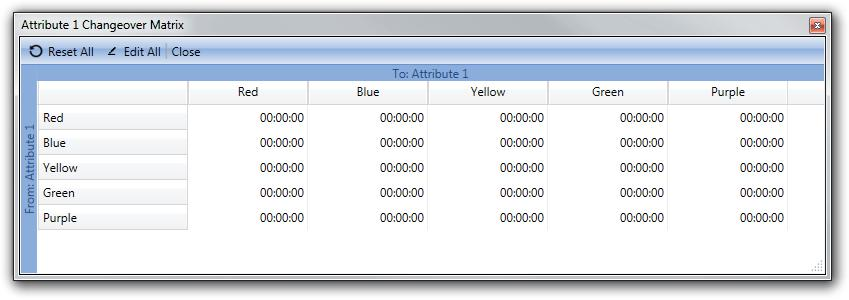 Attribute 1 Changeover Matrix
Reset All Edit All Close
To: Attribute 1
From: Attribute 1
Red Blue Yellow Green Purple
Red 00:00:00 00:00:00 00:00:00 00:00:00 00:00:00
Blue 00:00:00 00:00:00 00:00:00 00:00:00 00:00:00
Yellow 00:00:00 00:00:00 00:00:00 00:00:00 00:00:00
Green 00:00:00 00:00:00 00:00:00 00:00:00 00:00:00
Purple 00:00:00 00:00:00 00:00:00 00:00:00 00:00:00